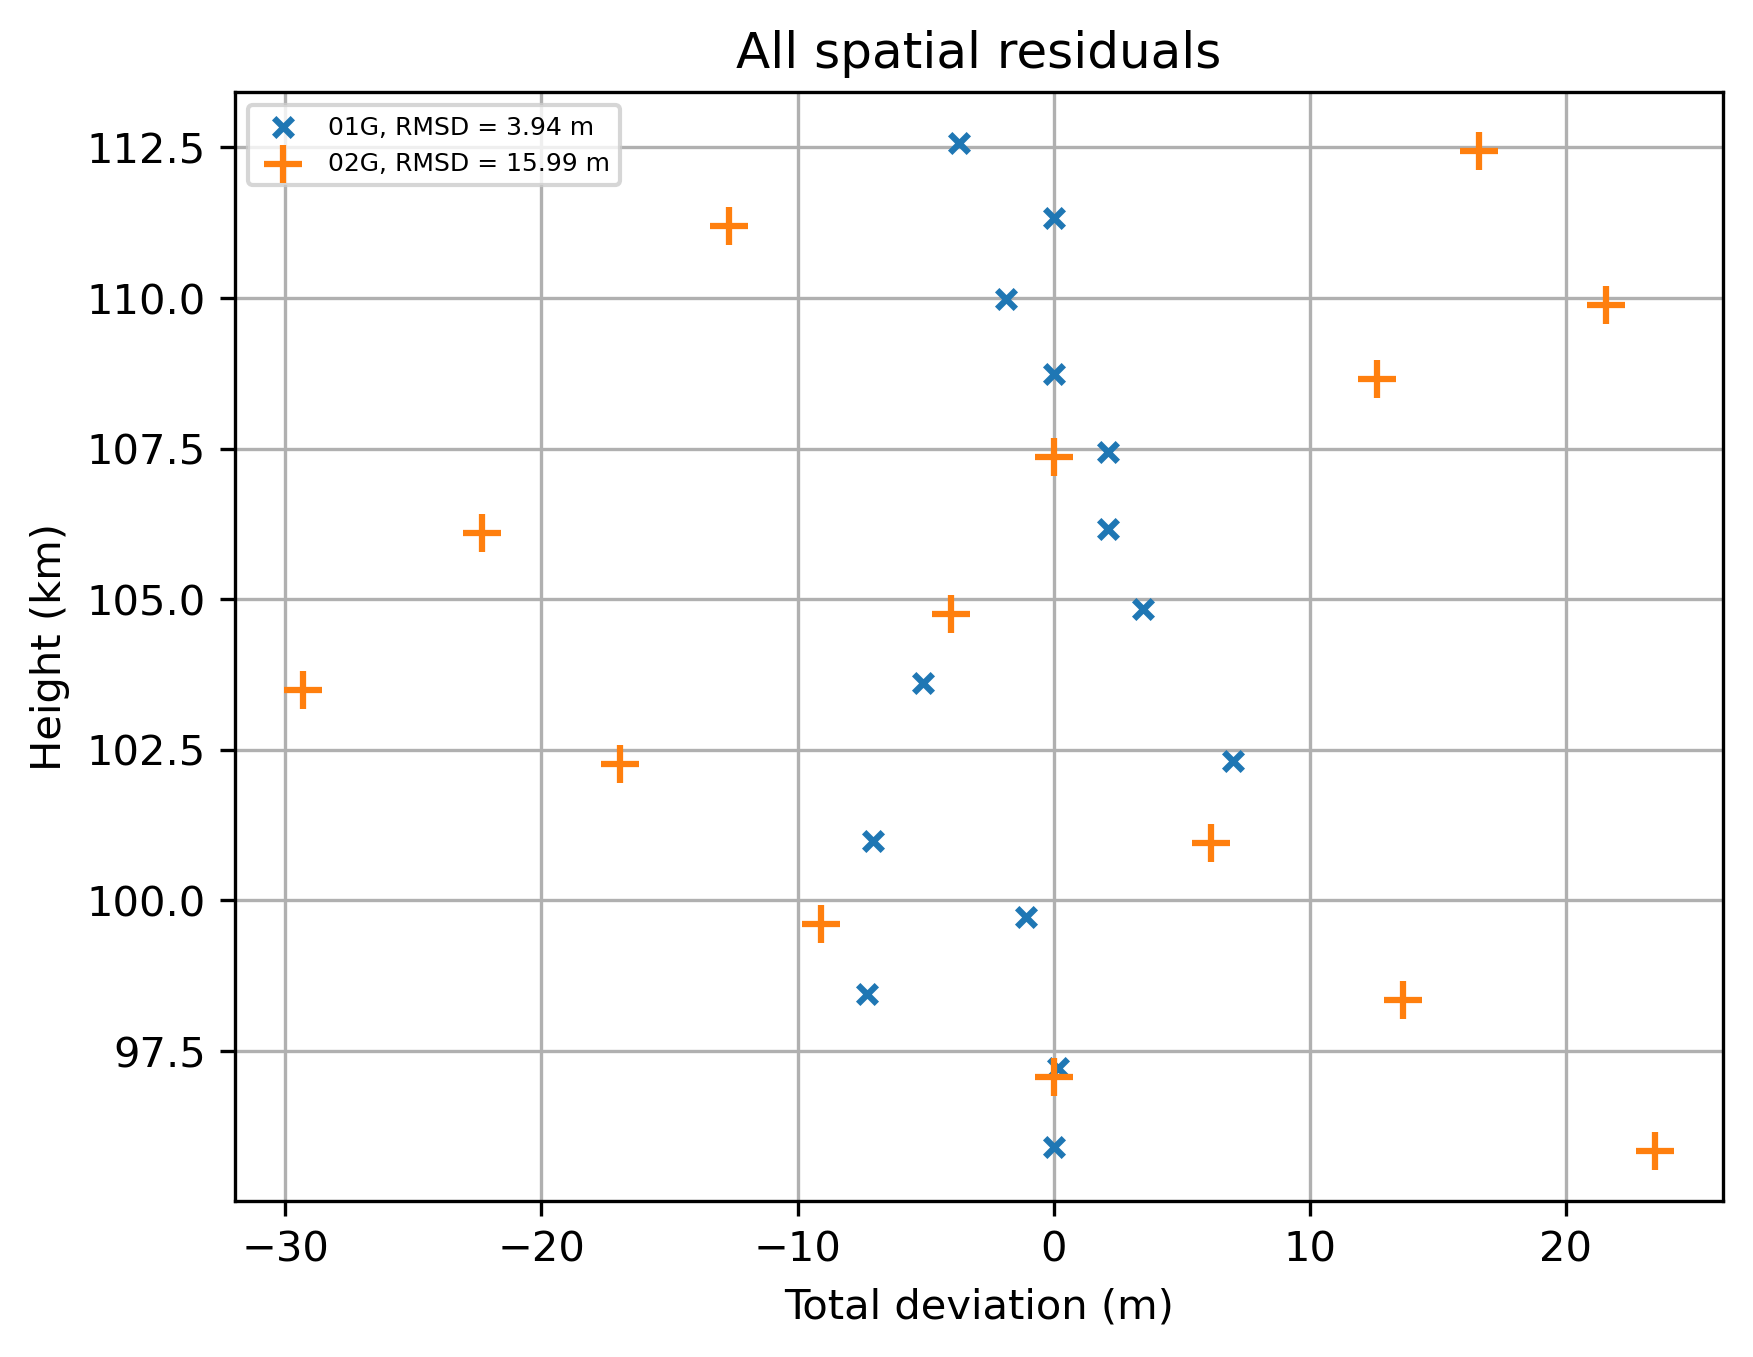 All spatial residuals
01G, RMSD = 3.94 m
02G, RMSD = 15.99 m
112.5
110.0
107.5
105.0
102.5
100.0
97.5
Height (km)
−30 −20 −10 0 10 20
Total deviation (m)